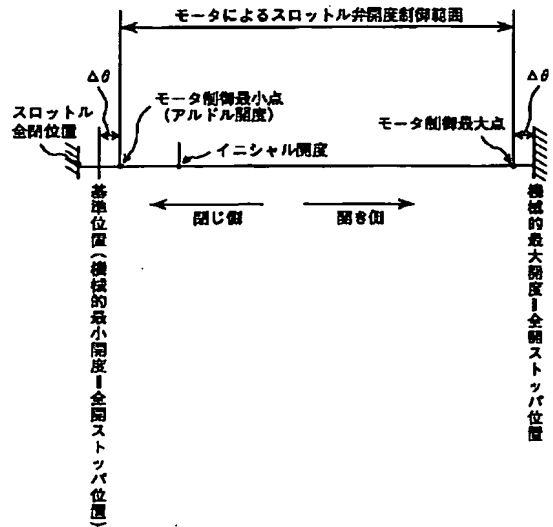 モータによるスロットル弁開度制御範囲
Δθ
Δθ
スロットル
全閉位置
モータ制御最小点
(アルドル開度)
モータ制御最大点
イニシャル開度
閉じ側
開き側
基準位置(機械的最小開度=全閉ストッパ位置)
機械的最大開度=全開ストッパ位置